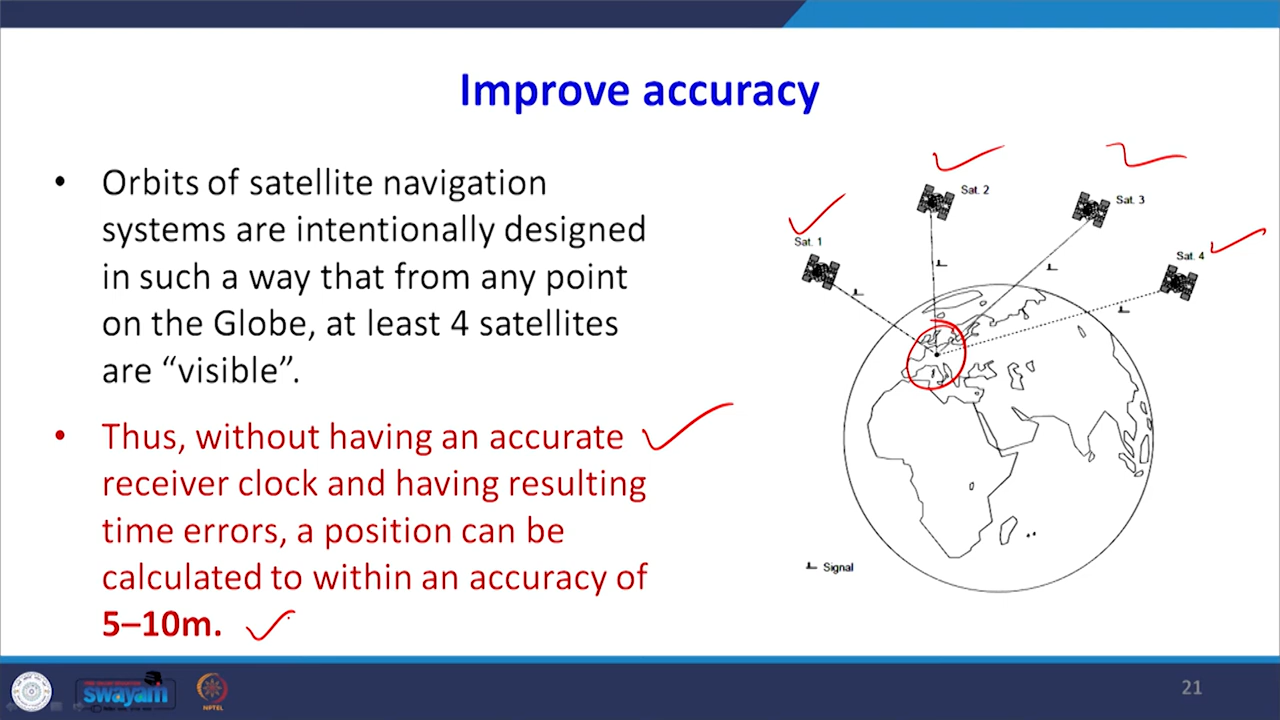 Improve accuracy
• Orbits of satellite navigation
systems are intentionally designed
in such a way that from any point
on the Globe, at least 4 satellites
are “visible”.
• Thus, without having an accurate
receiver clock and having resulting
time errors, a position can be
calculated to within an accuracy of
5–10m.
Sat. 1
Sat. 2
Sat. 3
Sat. 4
Signal
swayam
NPTEL
21